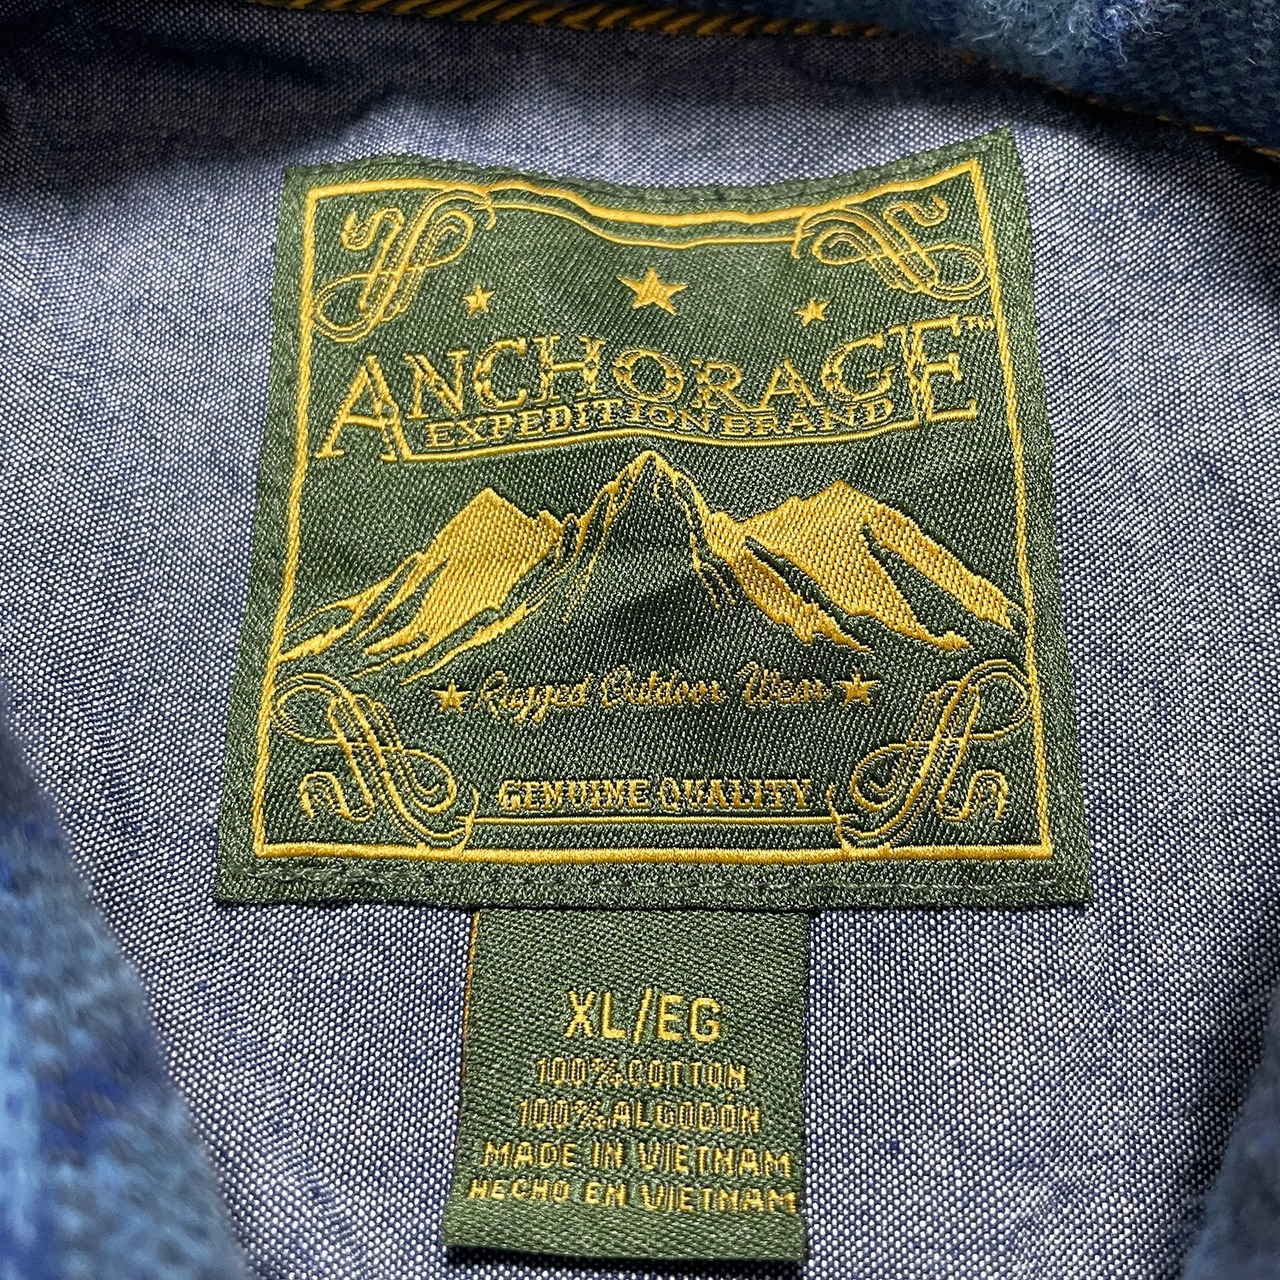 ANCHORAGE™
EXPEDITION BRAND
Rugged Outdoor Wear
GENUINE QUALITY
XL/EG
100% COTTON
100% ALGODÓN
MADE IN VIETNAM
HECHO EN VIETNAM